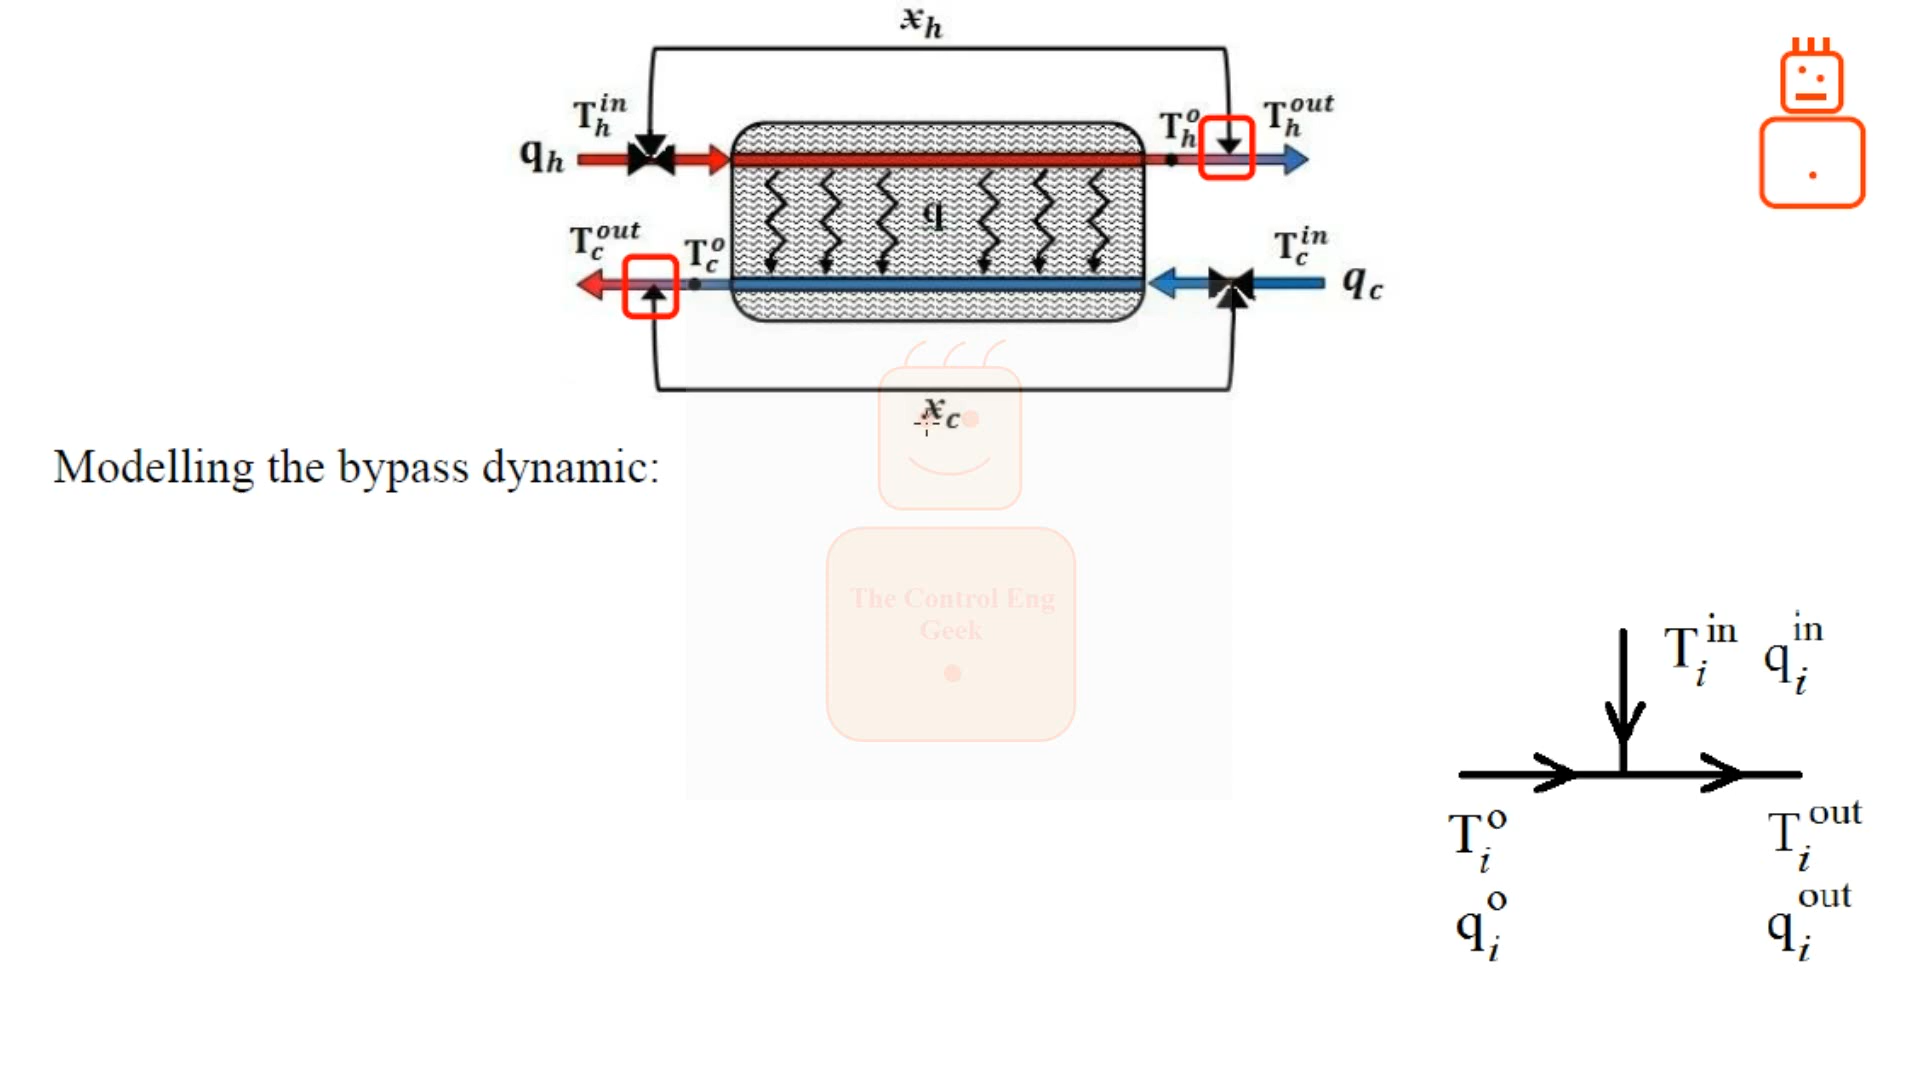 x_h
T_h^in
T_h^o
T_h^out
q_h
q
T_c^out
T_c^o
T_c^in
q_c
x_c
Modelling the bypass dynamic:
The Control Eng
Geek
T_i^in q_i^in
T_i^o T_i^out
q_i^o q_i^out